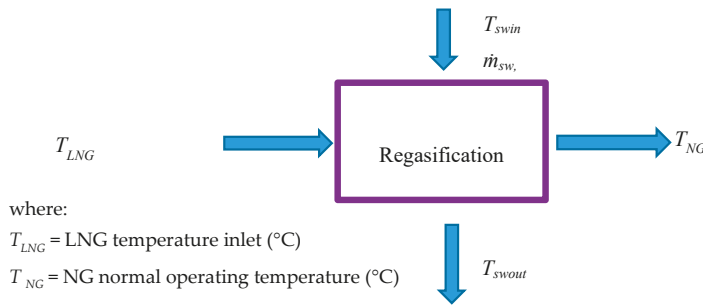 T_swin
ṁ_sw,
T_LNG
Regasification
T_NG
where:
T_LNG = LNG temperature inlet (°C)
T_NG = NG normal operating temperature (°C)
T_swout